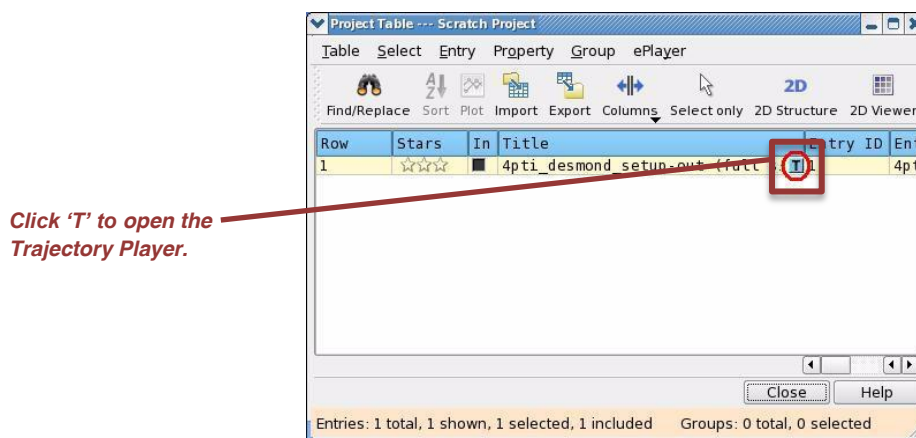 Project Table --- Scratch Project
Table Select Entry Property Group ePlayer
Find/Replace Sort Plot Import Export Columns Select only 2D Structure 2D Viewer
Row Stars In Title Entry ID Ent
1 4pti_desmond_setup-out (full T 1 4pt
Click ‘T’ to open the
Trajectory Player.
Close Help
Entries: 1 total, 1 shown, 1 selected, 1 included Groups: 0 total, 0 selected